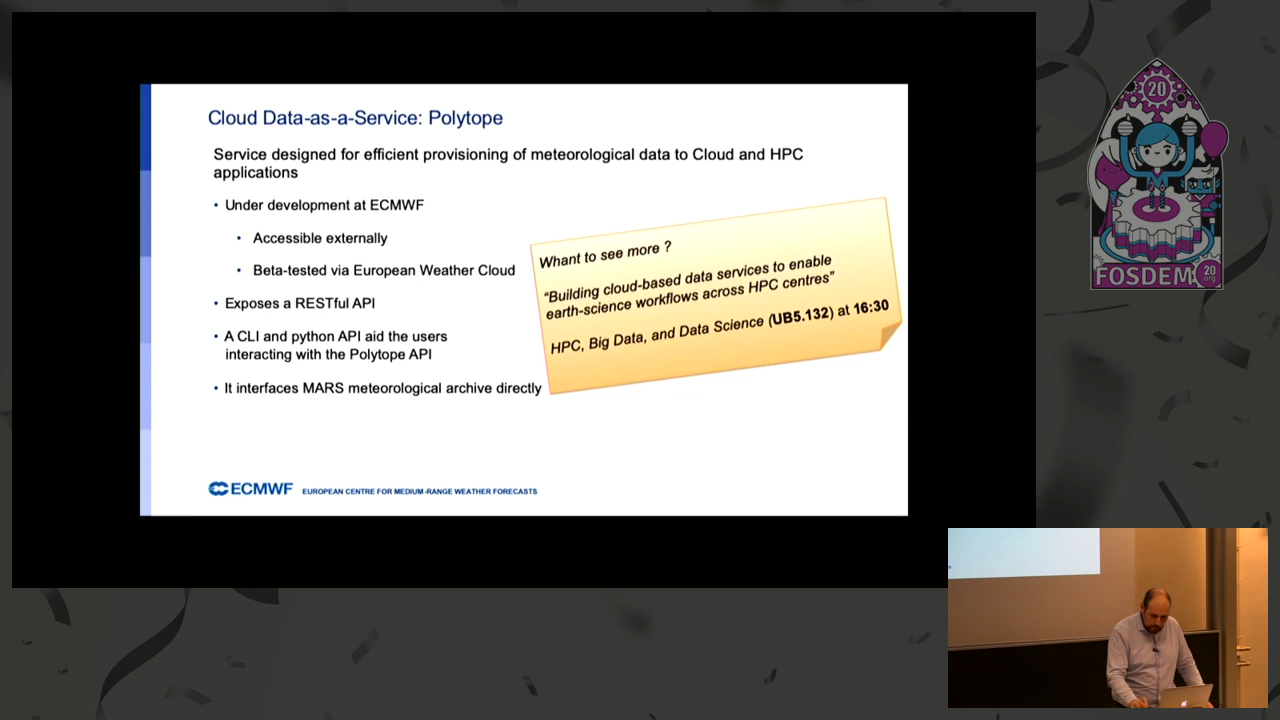 Cloud Data-as-a-Service: Polytope
Service designed for efficient provisioning of meteorological data to Cloud and HPC
applications
• Under development at ECMWF
• Accessible externally
• Beta-tested via European Weather Cloud
• Exposes a RESTful API
• A CLI and python API aid the users
interacting with the Polytope API
• It interfaces MARS meteorological archive directly
Whant to see more ?
“Building cloud-based data services to enable
earth-science workflows across HPC centres”
HPC, Big Data, and Data Science (UB5.132) at 16:30
ECMWF EUROPEAN CENTRE FOR MEDIUM-RANGE WEATHER FORECASTS
20
FOSDEM 20
.org